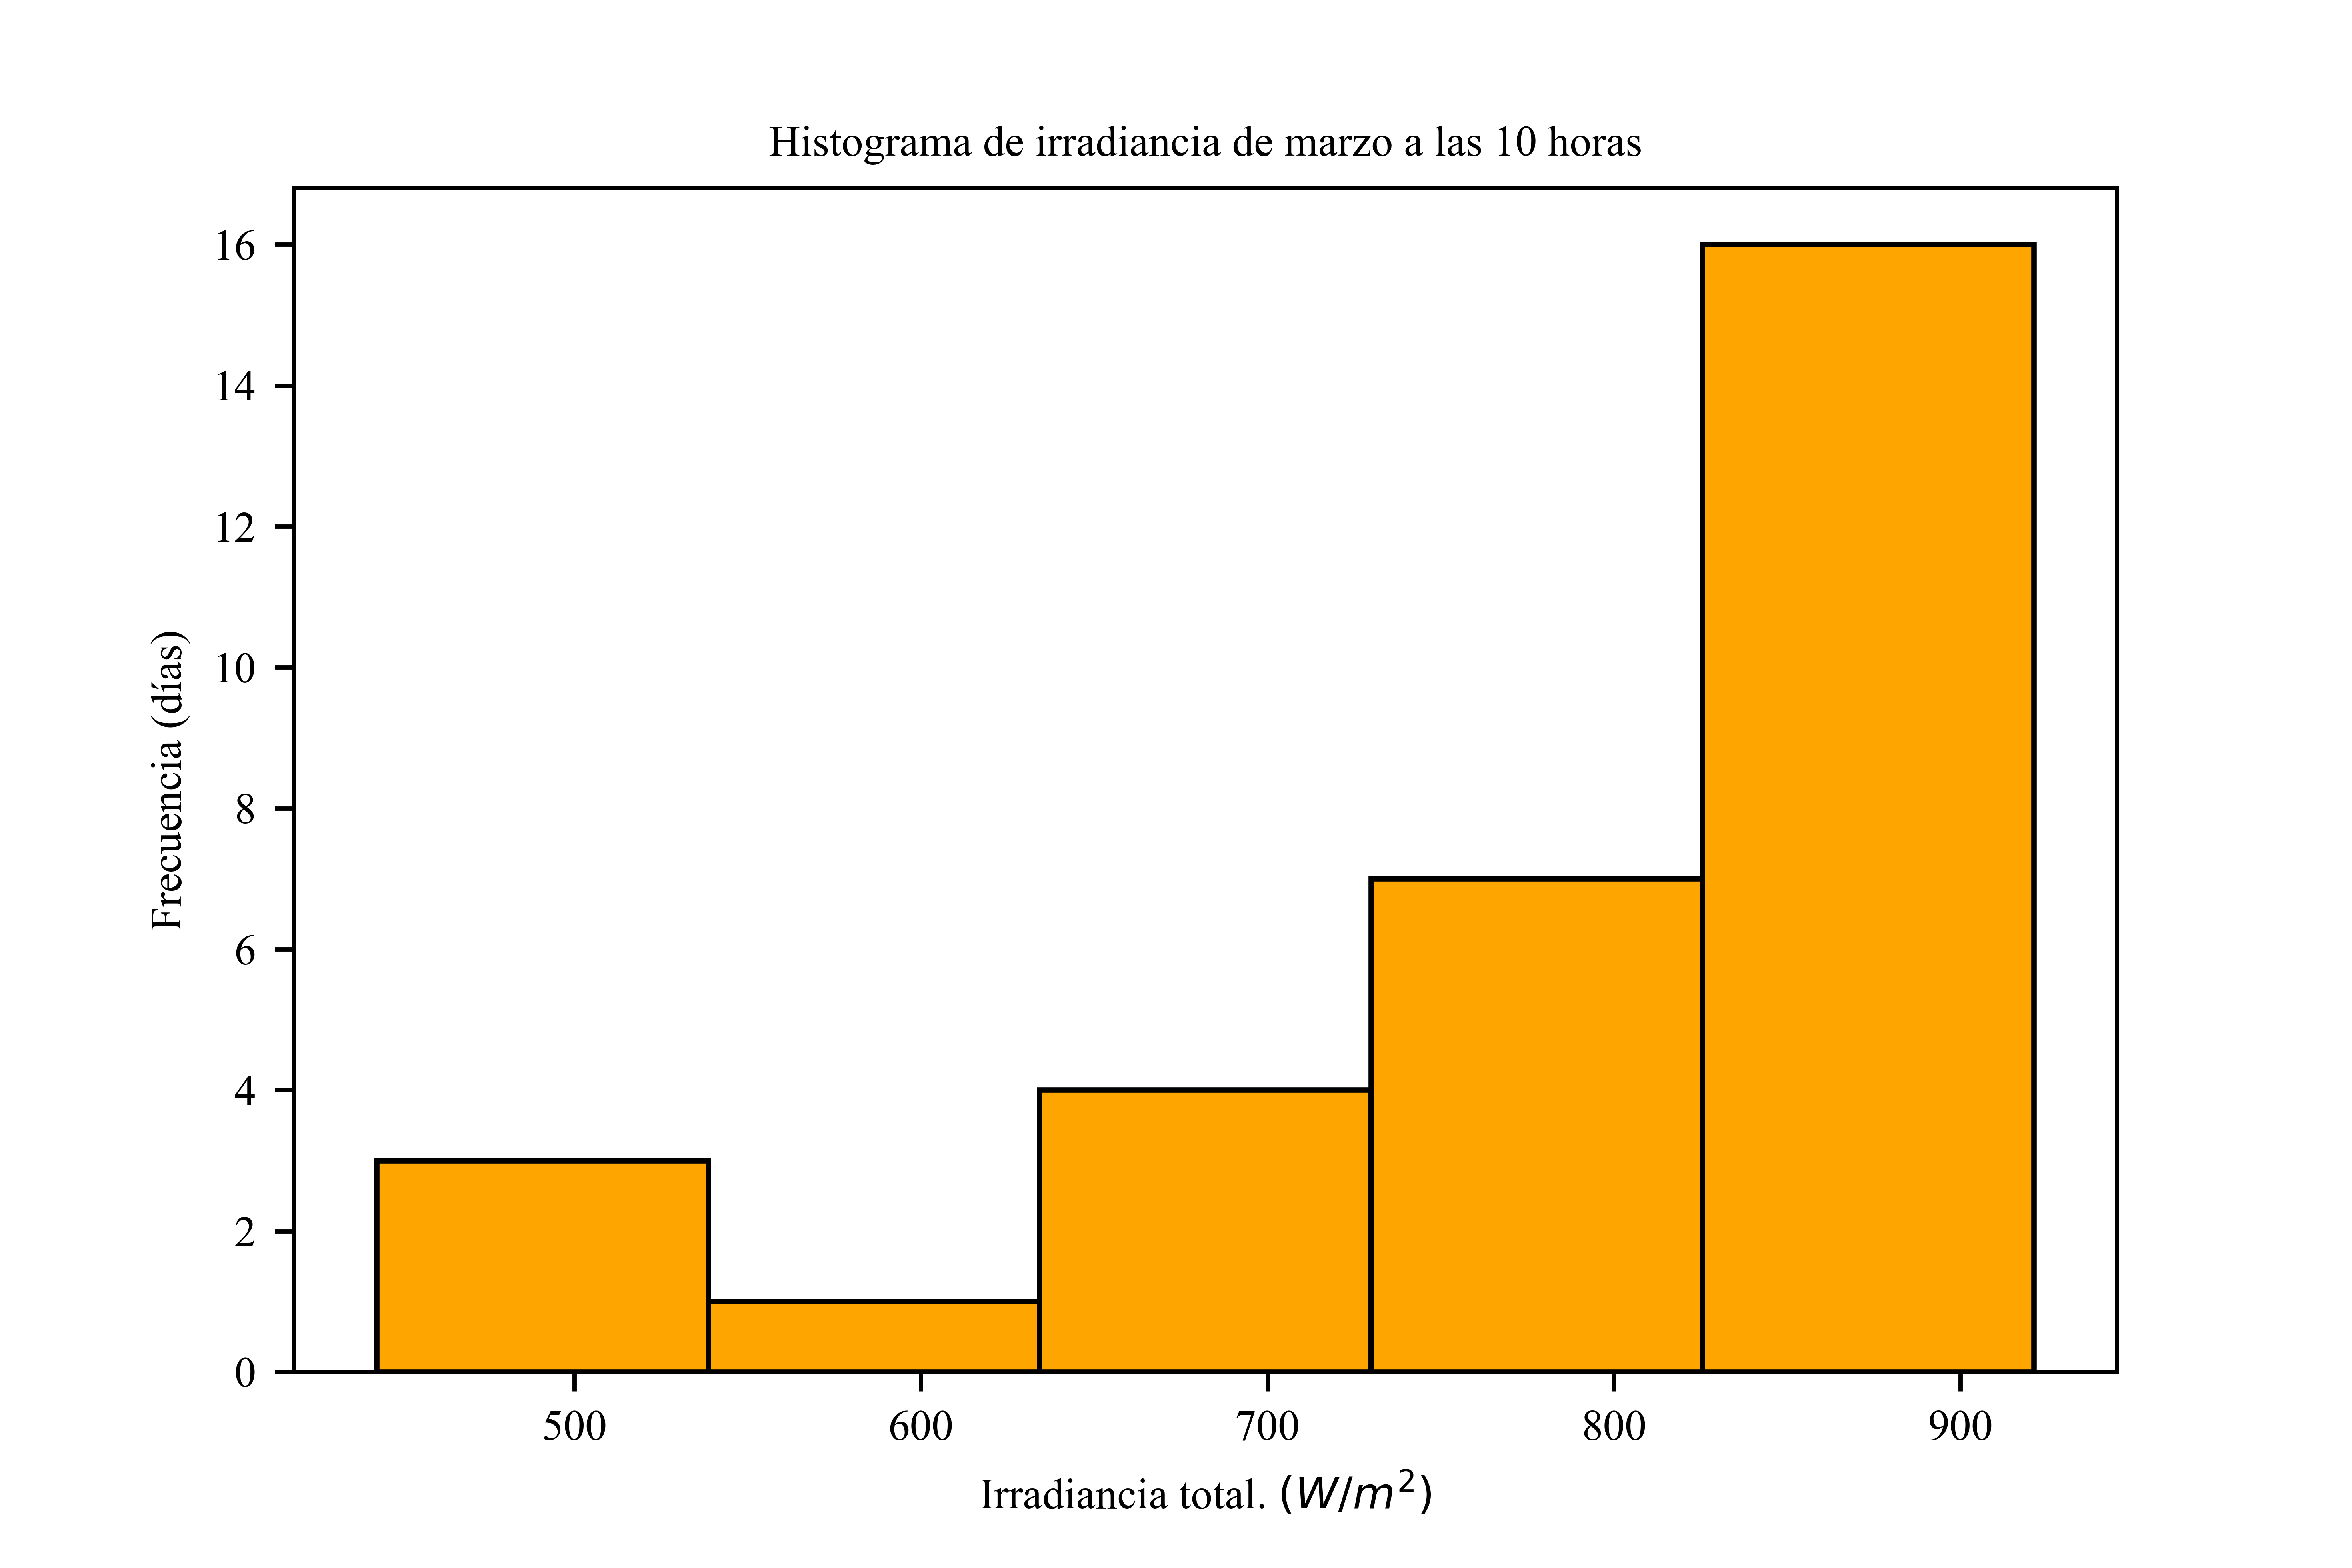 Histograma de irradiancia de marzo a las 10 horas
16
14
12
10
8
6
4
2
0
Frecuencia (días)
500 600 700 800 900
Irradiancia total. (W/m²)